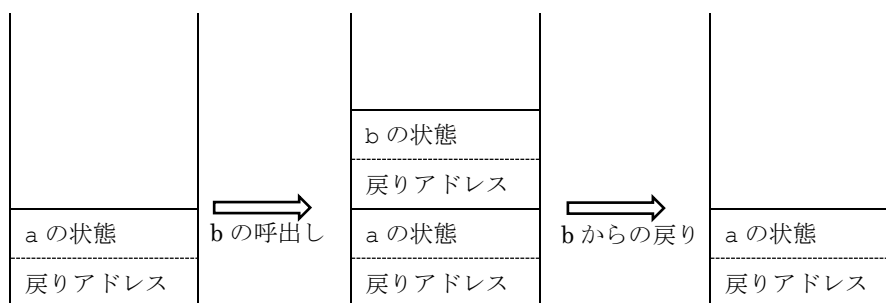 b の状態
戻りアドレス
a の状態
戻りアドレス
b の呼出し
a の状態
戻りアドレス
b からの戻り
a の状態
戻りアドレス